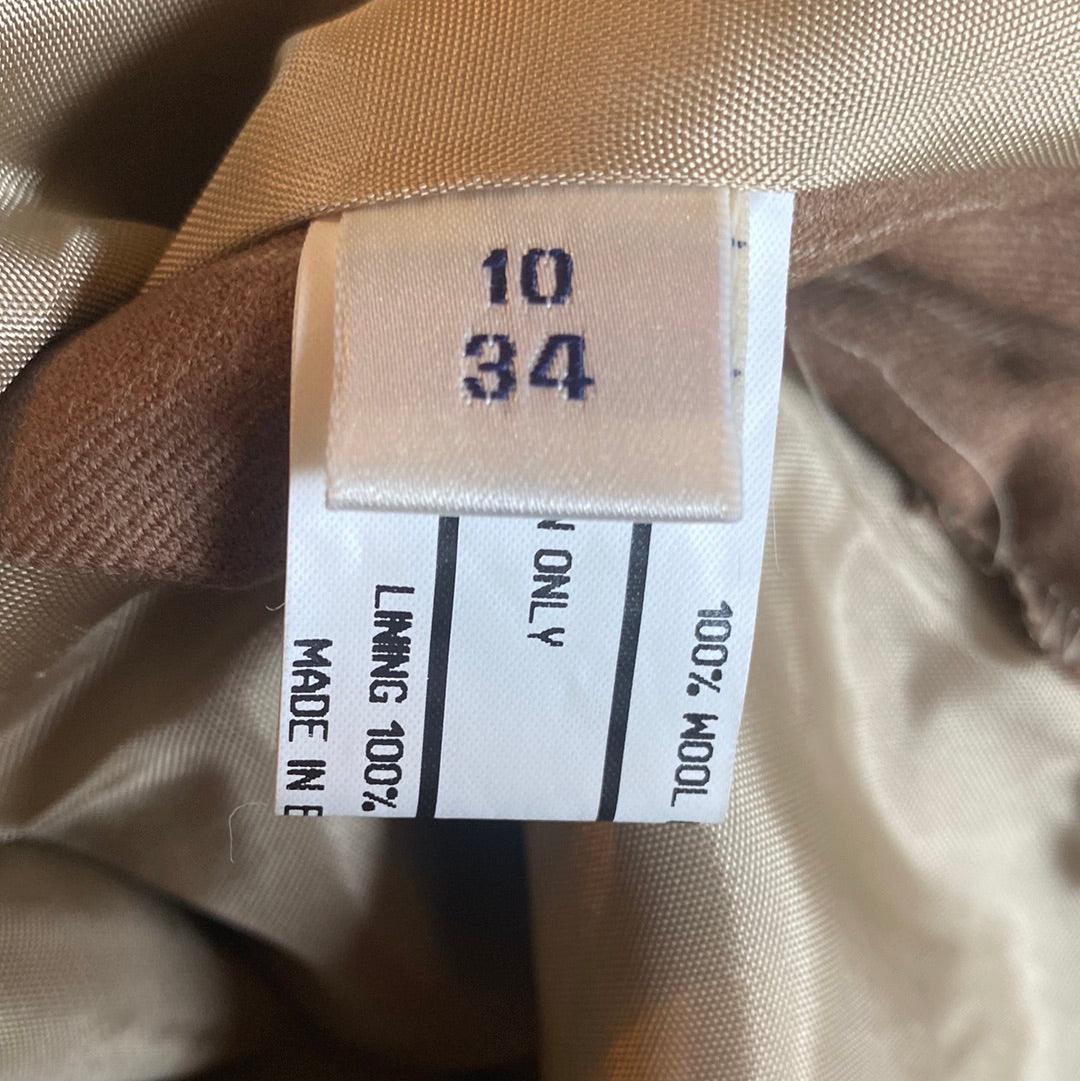 10
34
100% WOOL
ONLY
LINING 100%
MADE IN